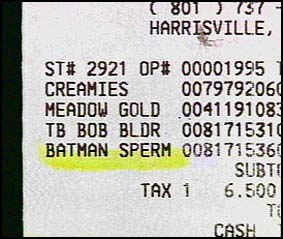 ( 801 ) 737 -
HARRISVILLE,
ST# 2921 OP# 00001995 T
CREAMIES 0079792060
MEADOW GOLD 0041191083
TB BOB BLDR 0081715310
BATMAN SPERM 0081715360
SUBTO
TAX 1 6.500
TO
CASH T